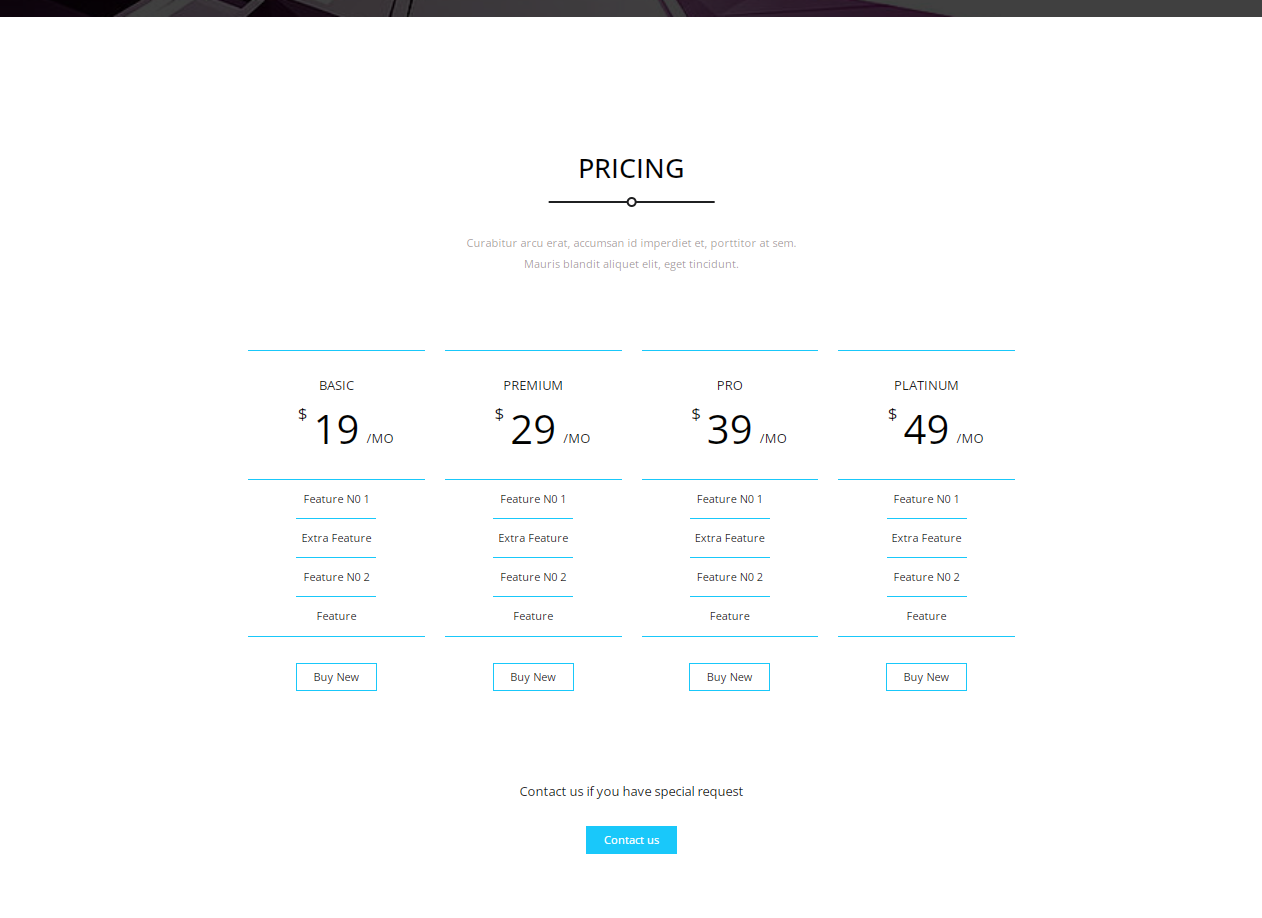 PRICING
Curabitur arcu erat, accumsan id imperdiet et, porttitor at sem.
Mauris blandit aliquet elit, eget tincidunt.
BASIC
$ 19 /MO
Feature N0 1
Extra Feature
Feature N0 2
Feature
Buy New
PREMIUM
$ 29 /MO
Feature N0 1
Extra Feature
Feature N0 2
Feature
Buy New
PRO
$ 39 /MO
Feature N0 1
Extra Feature
Feature N0 2
Feature
Buy New
PLATINUM
$ 49 /MO
Feature N0 1
Extra Feature
Feature N0 2
Feature
Buy New
Contact us if you have special request
Contact us